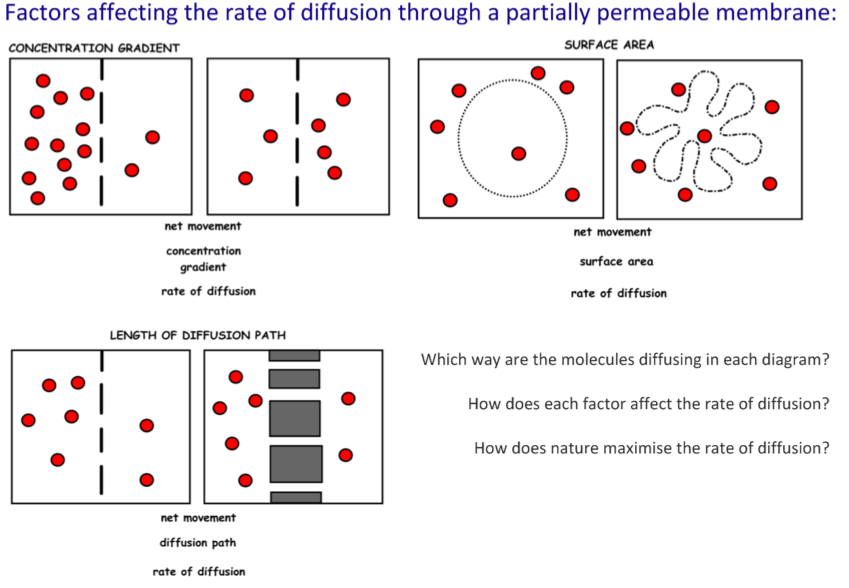 Factors affecting the rate of diffusion through a partially permeable membrane:
CONCENTRATION GRADIENT
net movement
concentration
gradient
rate of diffusion
SURFACE AREA
net movement
surface area
rate of diffusion
LENGTH OF DIFFUSION PATH
net movement
diffusion path
rate of diffusion
Which way are the molecules diffusing in each diagram?
How does each factor affect the rate of diffusion?
How does nature maximise the rate of diffusion?